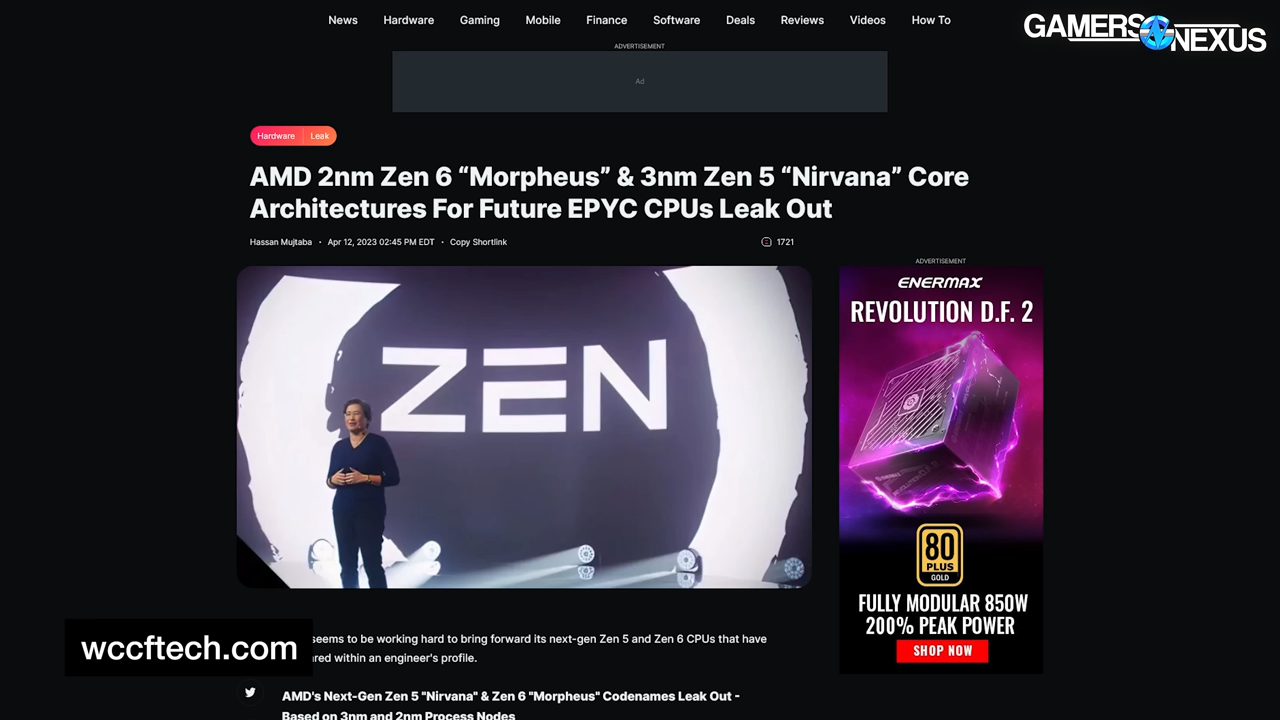 News Hardware Gaming Mobile Finance Software Deals Reviews Videos How To
GAMERS NEXUS
ADVERTISEMENT
Ad
Hardware Leak
AMD 2nm Zen 6 “Morpheus” & 3nm Zen 5 “Nirvana” Core
Architectures For Future EPYC CPUs Leak Out
Hassan Mujtaba • Apr 12, 2023 02:45 PM EDT • Copy Shortlink
1721
ZEN
ADVERTISEMENT
ENERMAX
REVOLUTION D.F. 2
80
PLUS
GOLD
FULLY MODULAR 850W
200% PEAK POWER
SHOP NOW
wccftech.com
seems to be working hard to bring forward its next-gen Zen 5 and Zen 6 CPUs that have
within an engineer's profile.
AMD's Next-Gen Zen 5 "Nirvana" & Zen 6 "Morpheus" Codenames Leak Out -
Based on 3nm and 2nm Process Nodes